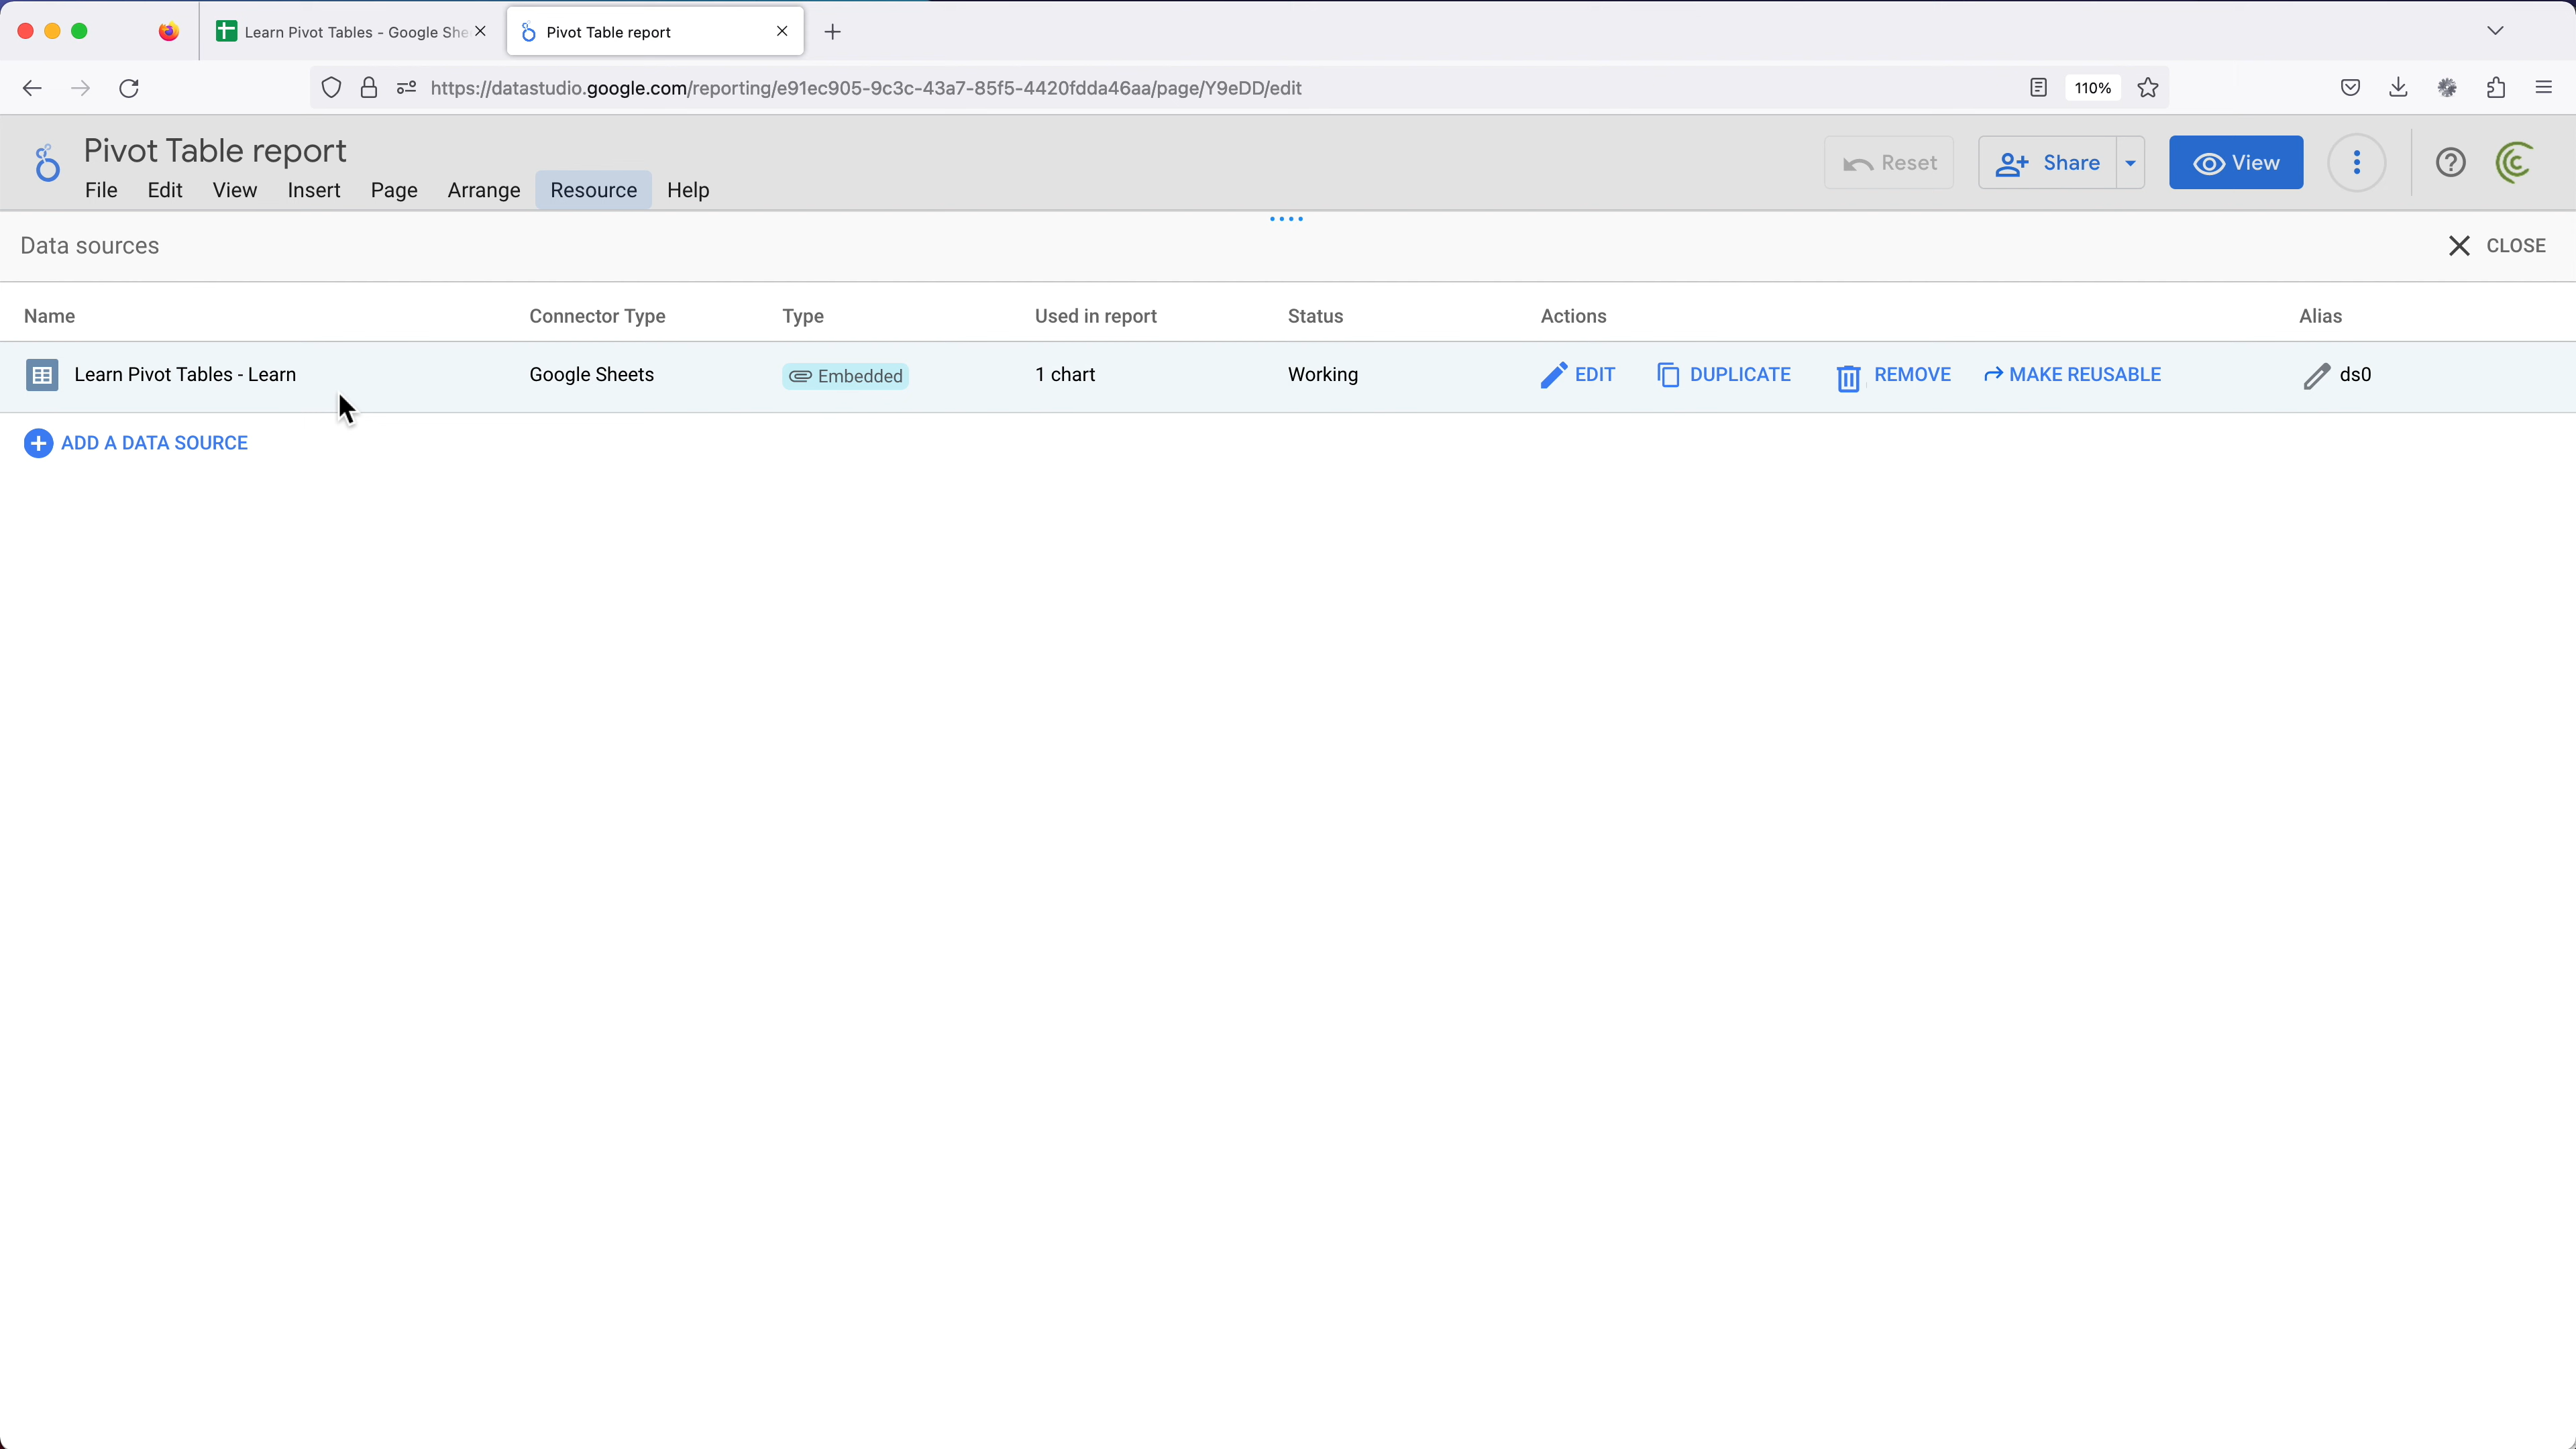 Learn Pivot Tables - Google She
Pivot Table report
https://datastudio.google.com/reporting/e91ec905-9c3c-43a7-85f5-4420fdda46aa/page/Y9eDD/edit
110%
Pivot Table report
File Edit View Insert Page Arrange Resource Help
Reset
Share
View
Data sources
CLOSE
Name Connector Type Type Used in report Status Actions Alias
Learn Pivot Tables - Learn Google Sheets Embedded 1 chart Working EDIT DUPLICATE REMOVE MAKE REUSABLE ds0
ADD A DATA SOURCE